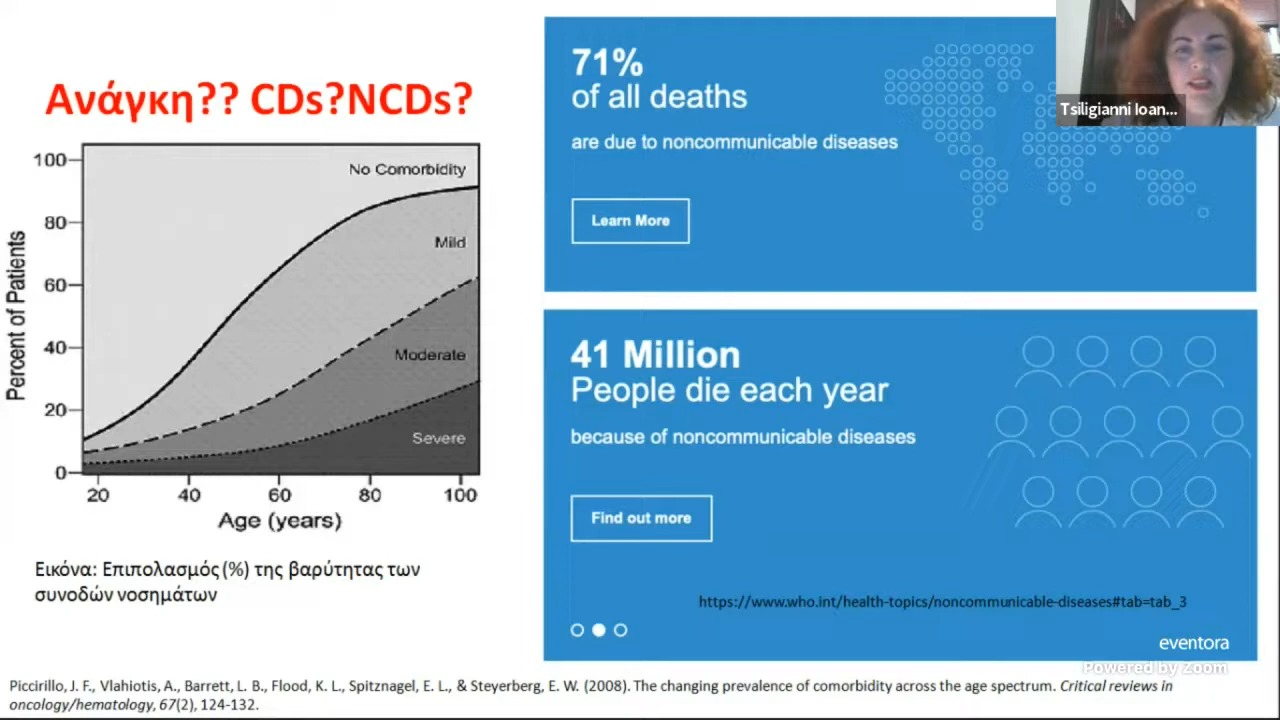 Ανάγκη?? CDs?NCDs?
100
80
60
40
20
0
Percent of Patients
No Comorbidity
Mild
Moderate
Severe
20 40 60 80 100
Age (years)
Εικόνα: Επιπολασμός (%) της βαρύτητας των
συνοδών νοσημάτων
71%
of all deaths
are due to noncommunicable diseases
Learn More
Tsiligianni Ioan...
41 Million
People die each year
because of noncommunicable diseases
Find out more
https://www.who.int/health-topics/noncommunicable-diseases#tab=tab_3
eventora
Powered by Zoom
Piccirillo, J. F., Vlahiotis, A., Barrett, L. B., Flood, K. L., Spitznagel, E. L., & Steyerberg, E. W. (2008). The changing prevalence of comorbidity across the age spectrum. Critical reviews in
oncology/hematology, 67(2), 124-132.